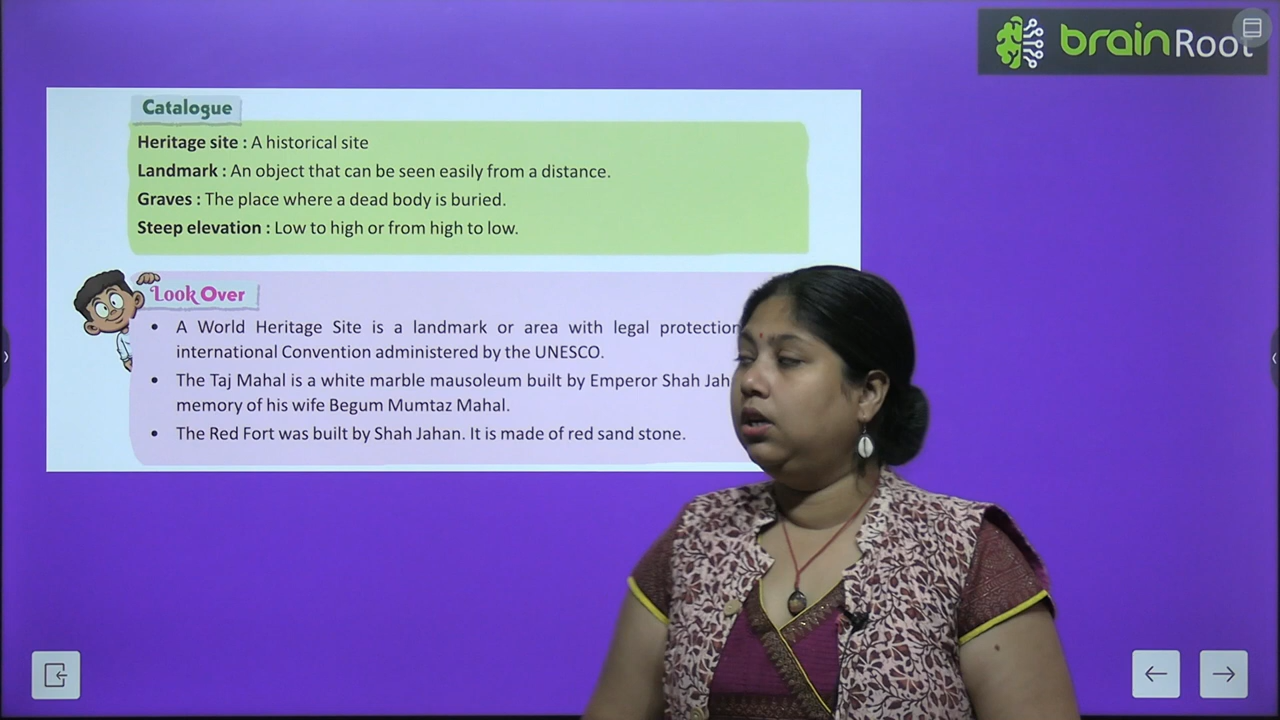 brainRoot
Catalogue
Heritage site : A historical site
Landmark : An object that can be seen easily from a distance.
Graves : The place where a dead body is buried.
Steep elevation : Low to high or from high to low.
Look Over
• A World Heritage Site is a landmark or area with legal protection
international Convention administered by the UNESCO.
• The Taj Mahal is a white marble mausoleum built by Emperor Shah
memory of his wife Begum Mumtaz Mahal.
• The Red Fort was built by Shah Jahan. It is made of red sand stone.